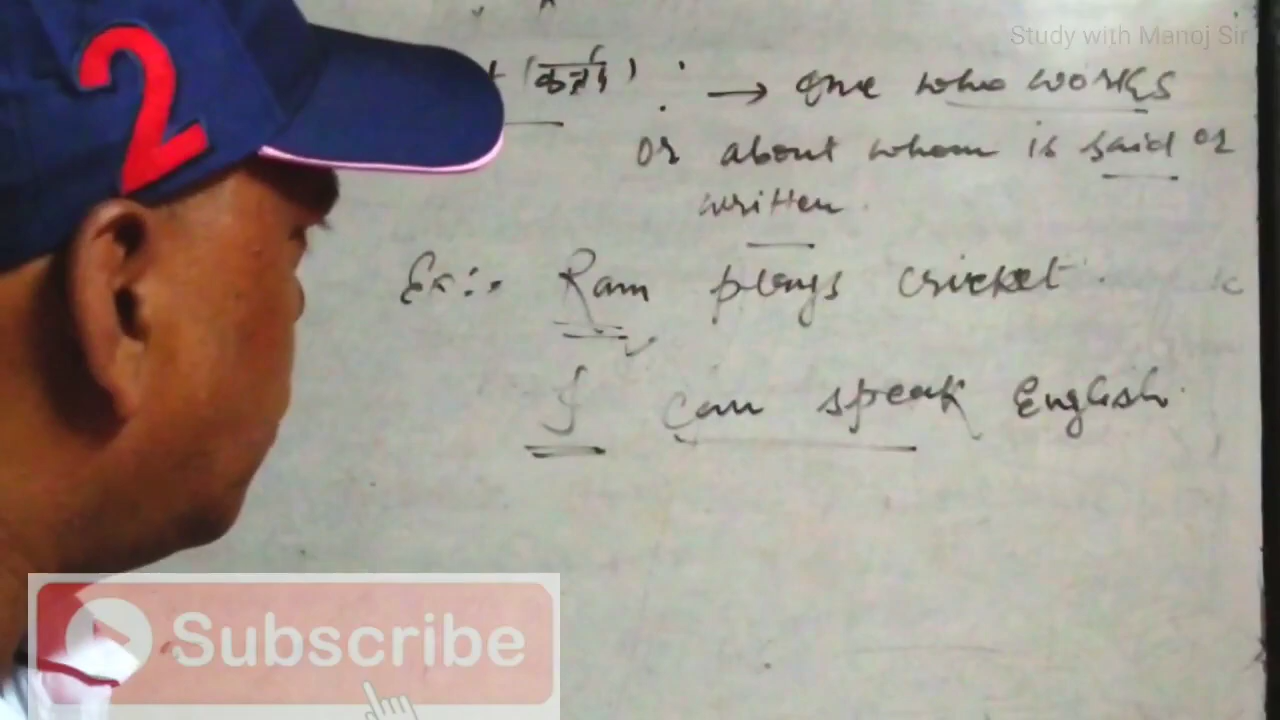 Study with Manoj Sir
(कर्त्ता) : → One who works
or about whom is said or
written.
Ex:- Ram plays cricket.
I can speak English.
2
Subscribe